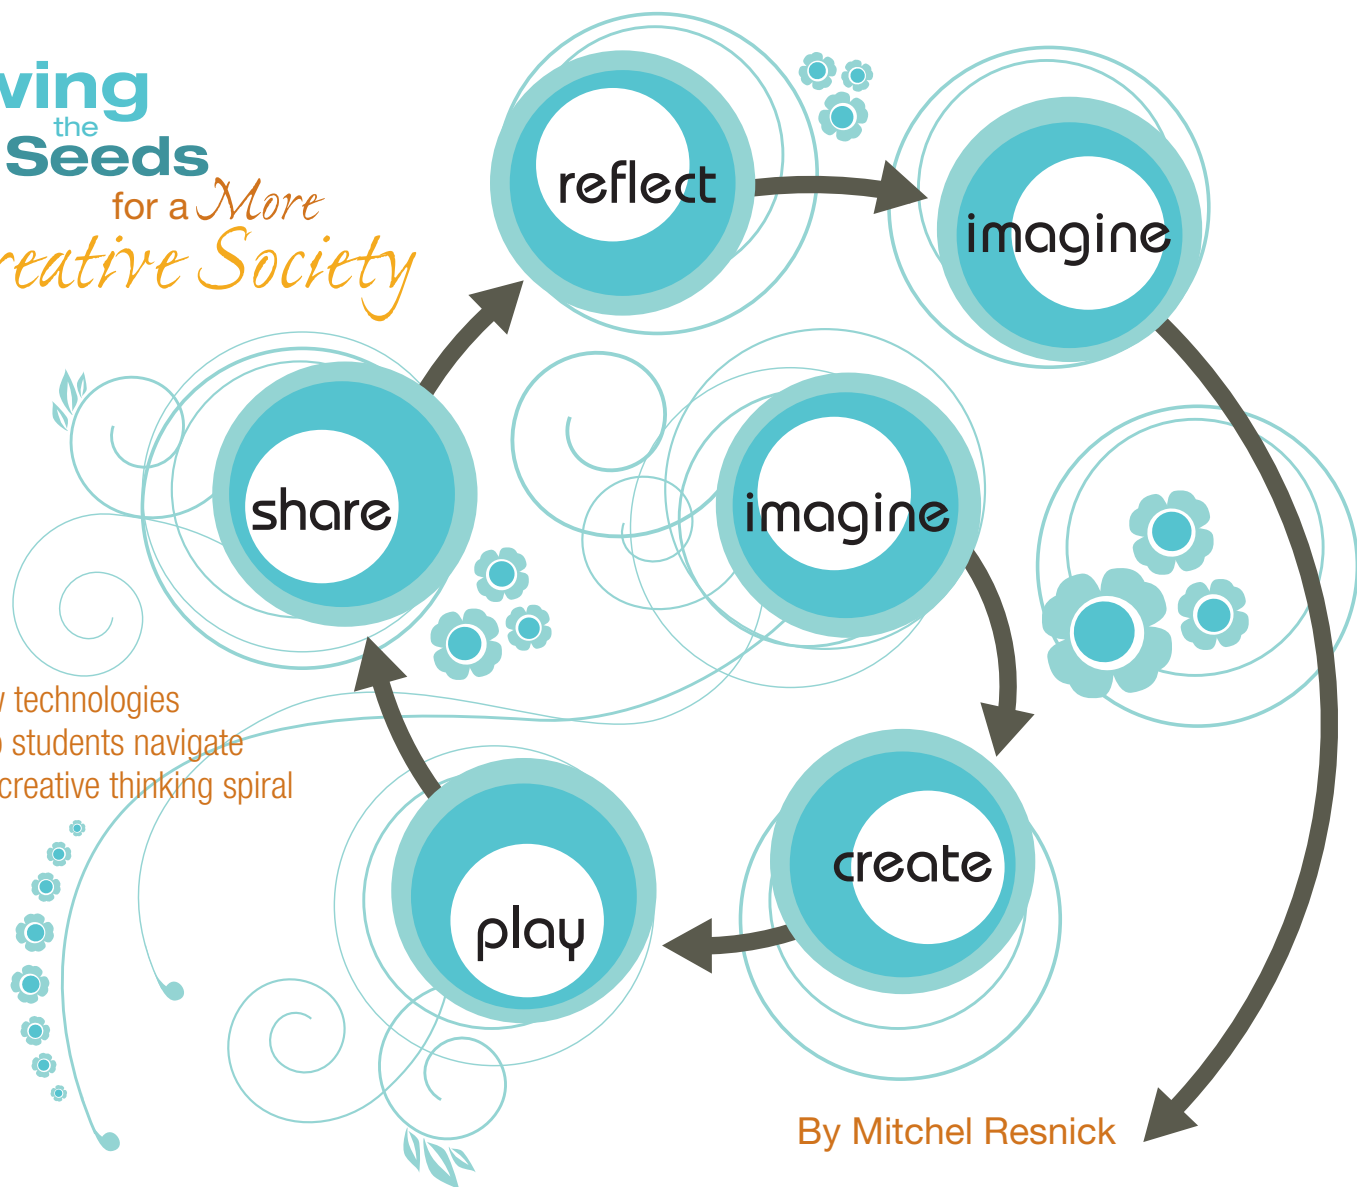 wing
the
Seeds
for a More
reative Society
reflect
imagine
share
imagine
technologies
students navigate
creative thinking spiral
create
play
By Mitchel Resnick